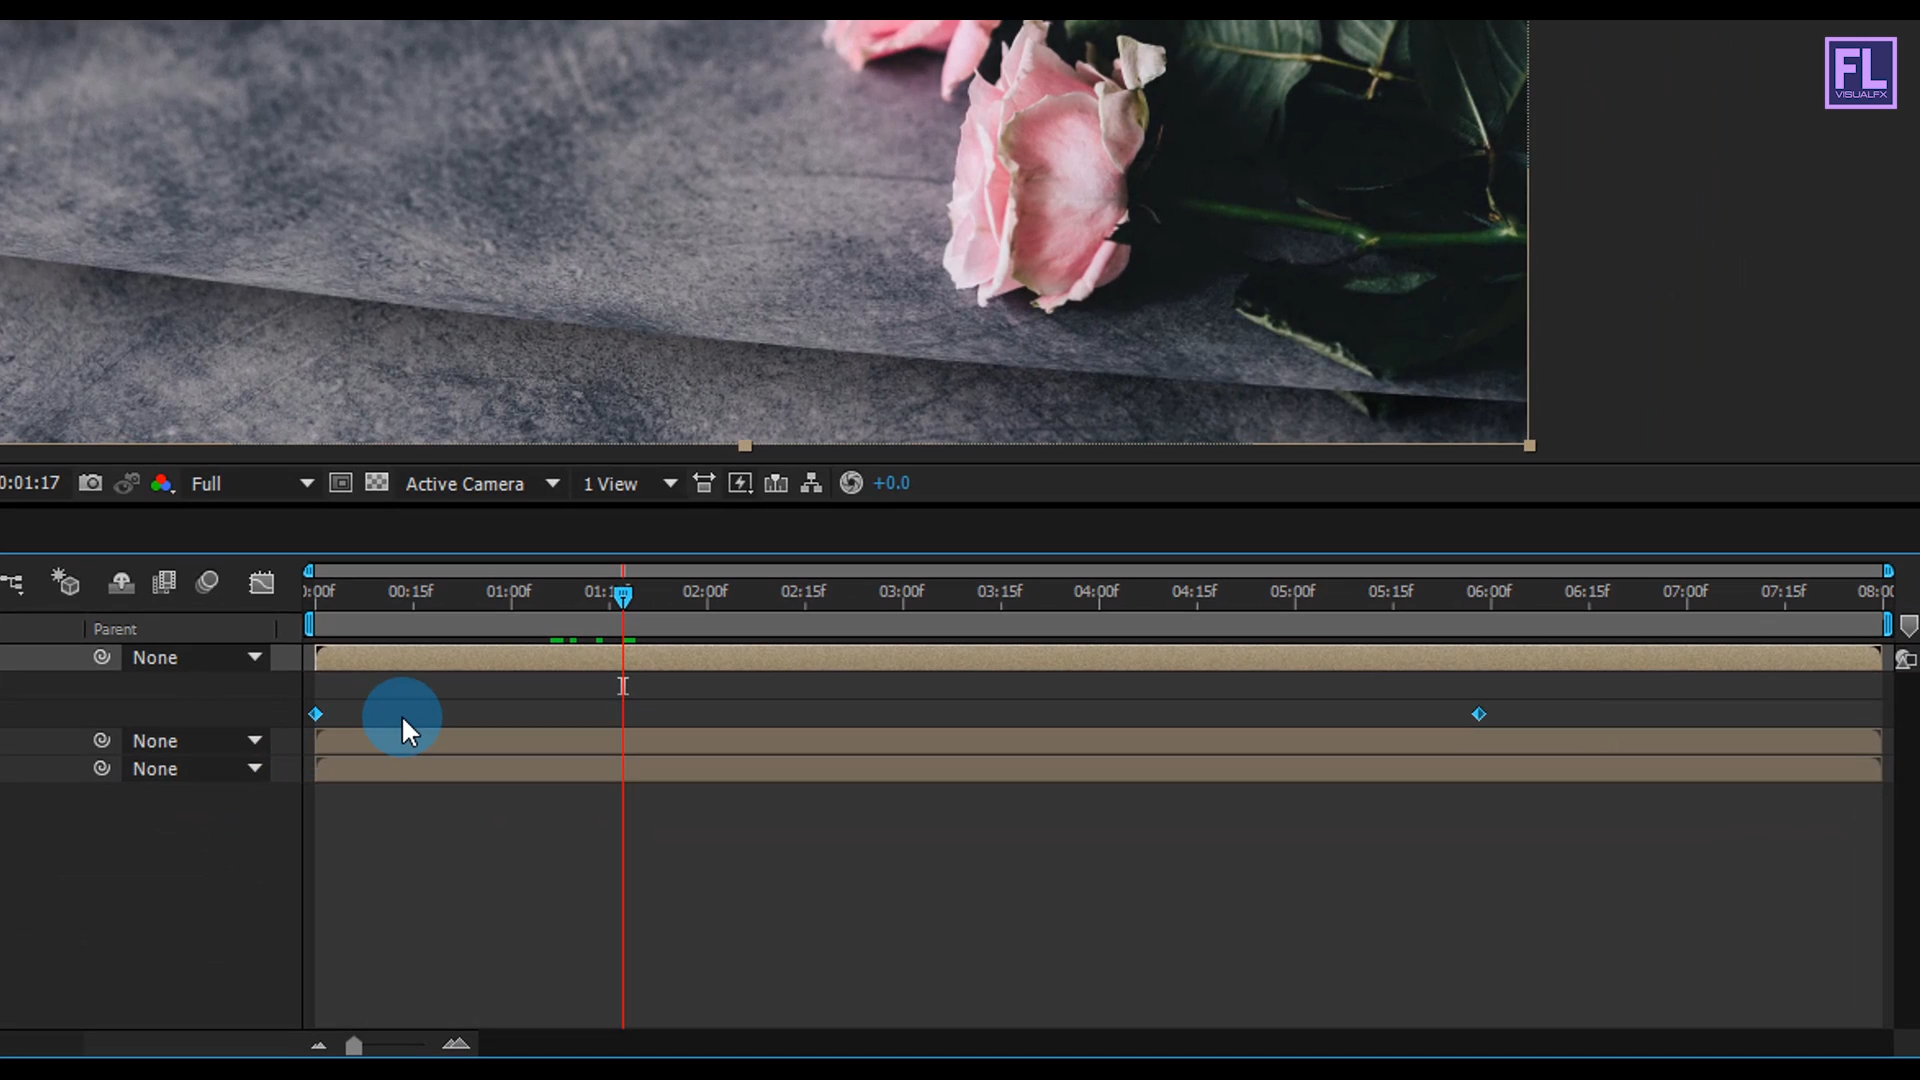 FL
VISUALFX
0:01:17
Full
Active Camera
1 View
+0.0
0:00f 00:15f 01:00f 01:1 02:00f 02:15f 03:00f 03:15f 04:00f 04:15f 05:00f 05:15f 06:00f 06:15f 07:00f 07:15f 08:00
Parent
None
None
None